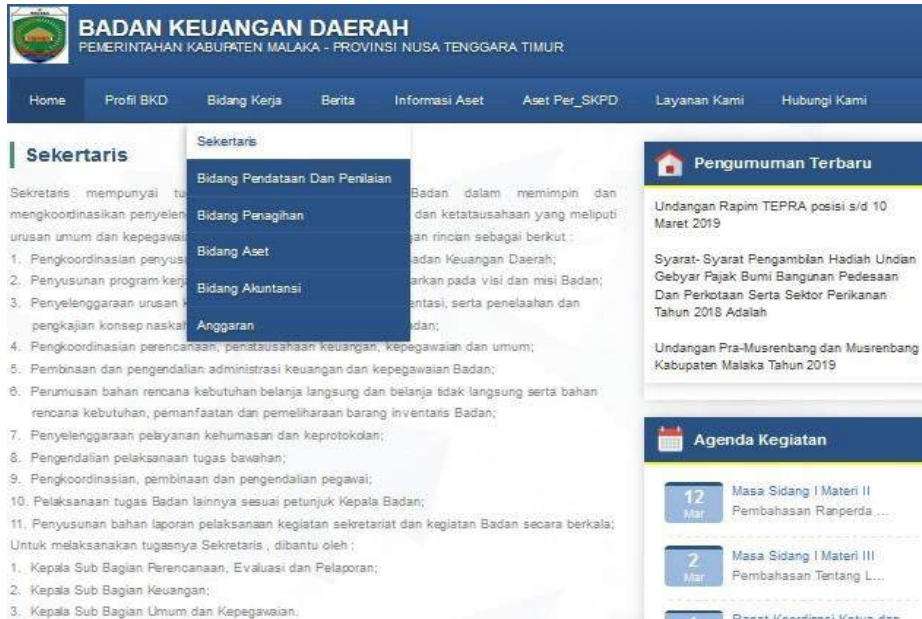 BADAN KEUANGAN DAERAH
PEMERINTAHAN KABUPATEN MALAKA - PROVINSI NUSA TENGGARA TIMUR
Home Profil BKD Bidang Kerja Berita Informasi Aset Aset Per_SKPD Layanan Kami Hubungi Kami
Sekertaris
Bidang Pendataan Dan Penilaian
Bidang Penagihan
Bidang Aset
Bidang Akuntansi
Anggaran
Sekertaris
Sekretaris mempunyai Badan dalam memimpin dan
mengkoordinasikan dan ketatausahaan yang meliputi
urusan umum dan rincian sebagai berikut :
1. Pengkoordinasian Keuangan Daerah;
2. Penyusunan program pada visi dan misi Badan;
3. Penyelenggaraan urusan serta penelaahan dan
pengkajian konsep
4. Pengkoordinasian perencanaan, penatausahaan keuangan, kepegawaian dan umum;
5. Pembinaan dan pengendalian administrasi keuangan dan kepegawaian Badan;
6. Perumusan bahan rencana kebutuhan belanja langsung dan belanja tidak langsung serta bahan
rencana kebutuhan, pemanfaatan dan pemeliharaan barang inventaris Badan;
7. Penyelenggaraan pelayanan kehumasan dan keprotokolan;
8. Pengendalian pelaksanaan tugas bawahan;
9. Pengkoordinasian, pembinaan dan pengendalian pegawai;
10. Pelaksanaan tugas Badan lainnya sesuai petunjuk Kepala Badan;
11. Penyusunan bahan laporan pelaksanaan kegiatan sekretariat dan kegiatan Badan secara berkala;
Untuk melaksanakan tugasnya Sekretaris , dibantu oleh :
1. Kepala Sub Bagian Perencanaan, Evaluasi dan Pelaporan;
2. Kepala Sub Bagian Keuangan;
3. Kepala Sub Bagian Umum dan Kepegawaian.
Pengumuman Terbaru
Undangan Rapim TEPRA posisi s/d 10
Maret 2019
Syarat- Syarat Pengambilan Hadiah Undian
Gebyar Pajak Bumi Bangunan Pedesaan
Dan Perkotaan Serta Sektor Perikanan
Tahun 2018 Adalah
Undangan Pra-Musrenbang dan Musrenbang
Kabupaten Malaka Tahun 2019
Agenda Kegiatan
12 Masa Sidang I Materi II
Mar Pembahasan Ranperda ...
2 Masa Sidang I Materi III
Mar Pembahasan Tentang L...